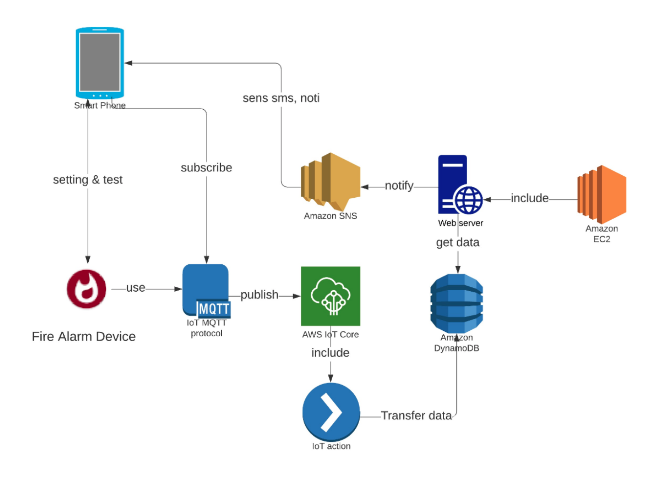 Smart Phone
sens sms, noti
setting & test
subscribe
Amazon SNS
notify
Web server
include
Amazon
EC2
get data
use
MQTT
IoT MQTT
protocol
publish
AWS IoT Core
Amazon
DynamoDB
Fire Alarm Device
include
Transfer data
IoT action